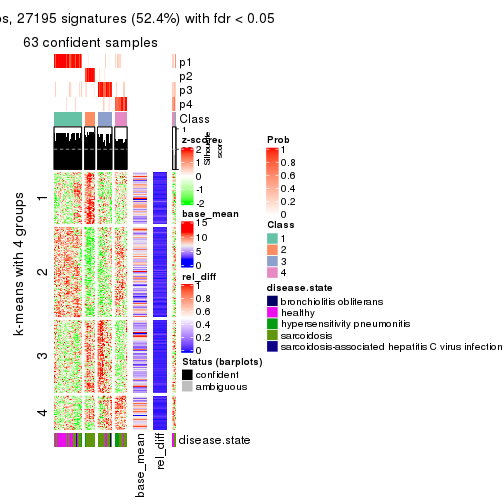 os, 27195 signatures (52.4%) with fdr < 0.05
63 confident samples
p1
p2
p3
p4
Class
1
Silhouette score
z-score
2
1
0
-1
-2
base_mean
15
10
5
0
rel_diff
1
0.8
0.6
0.4
0.2
0
Status (barplots)
confident
ambiguous
Prob
1
0.8
0.6
0.4
0.2
0
Class
1
2
3
4
disease.state
bronchiolitis obliterans
healthy
hypersensitivity pneumonitis
sarcoidosis
sarcoidosis-associated hepatitis C virus infection
k-means with 4 groups
1
2
3
4
disease.state
base_mean
rel_diff